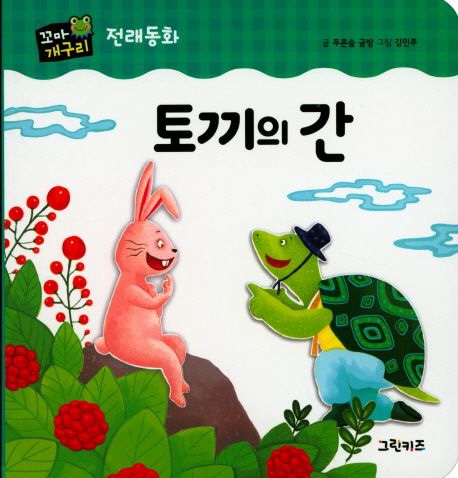 꼬마
개구리
전래동화
글 푸른숲 글방 그림 김민주
토끼의 간
그린키즈